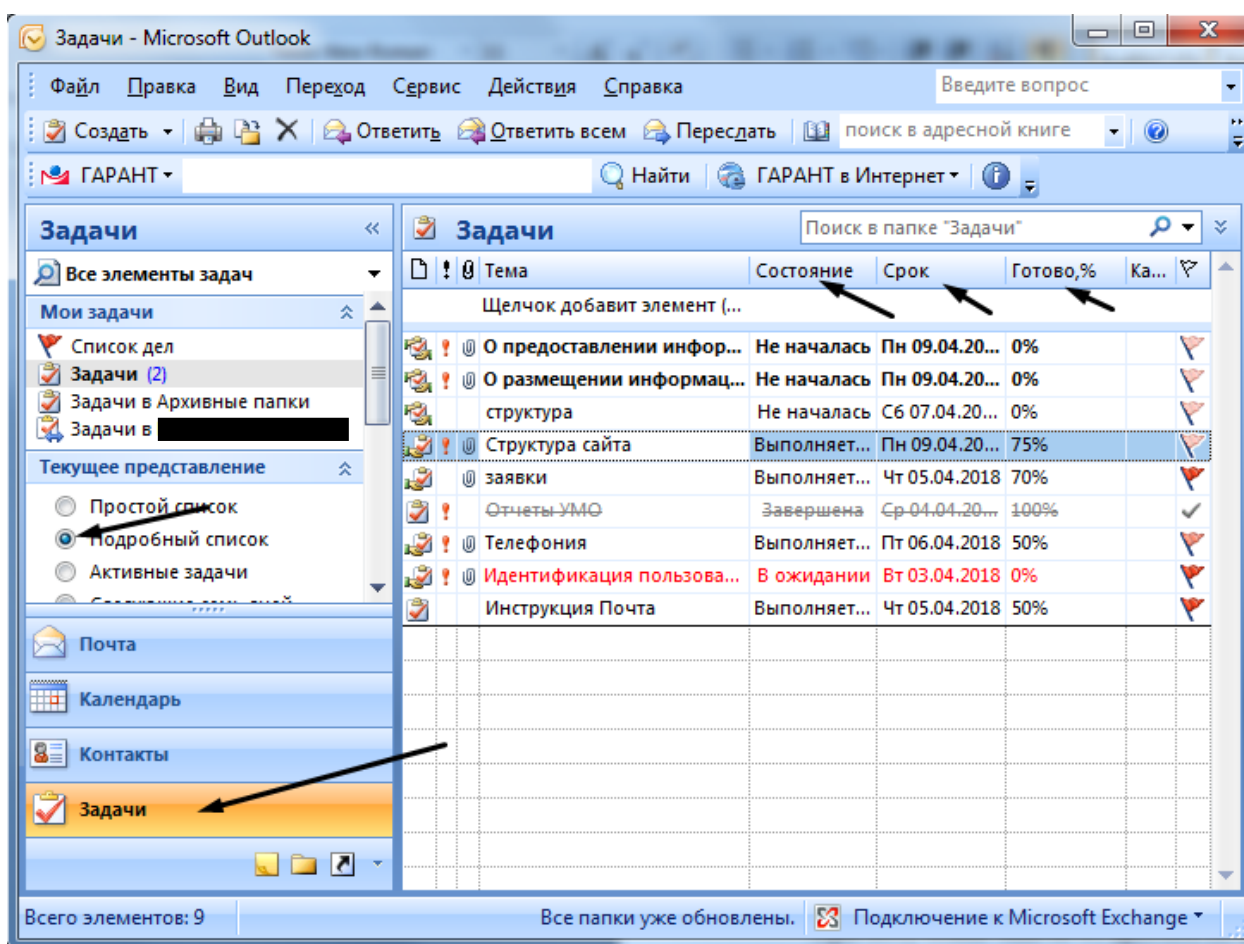 Задачи - Microsoft Outlook
Файл Правка Вид Переход Сервис Действия Справка Введите вопрос
Создать Ответить Ответить всем Переслать поиск в адресной книге
ГАРАНТ Найти ГАРАНТ в Интернет
Задачи «
Все элементы задач
Мои задачи
Список дел
Задачи (2)
Задачи в Архивные папки
Задачи в
Текущее представление
Простой список
Подробный список
Активные задачи
Почта
Календарь
Контакты
Задачи
Задачи Поиск в папке "Задачи"
Тема Состояние Срок Готово,% Ка...
Щелчок добавит элемент (...
О предоставлении инфор... Не началась Пн 09.04.20... 0%
О размещении информац... Не началась Пн 09.04.20... 0%
структура Не началась Сб 07.04.20... 0%
Структура сайта Выполняет... Пн 09.04.20... 75%
заявки Выполняет... Чт 05.04.2018 70%
Отчеты УМО Завершена Ср 04.04.20... 100%
Телефония Выполняет... Пт 06.04.2018 50%
Идентификация пользова... В ожидании Вт 03.04.2018 0%
Инструкция Почта Выполняет... Чт 05.04.2018 50%
Всего элементов: 9 Все папки уже обновлены. Подключение к Microsoft Exchange